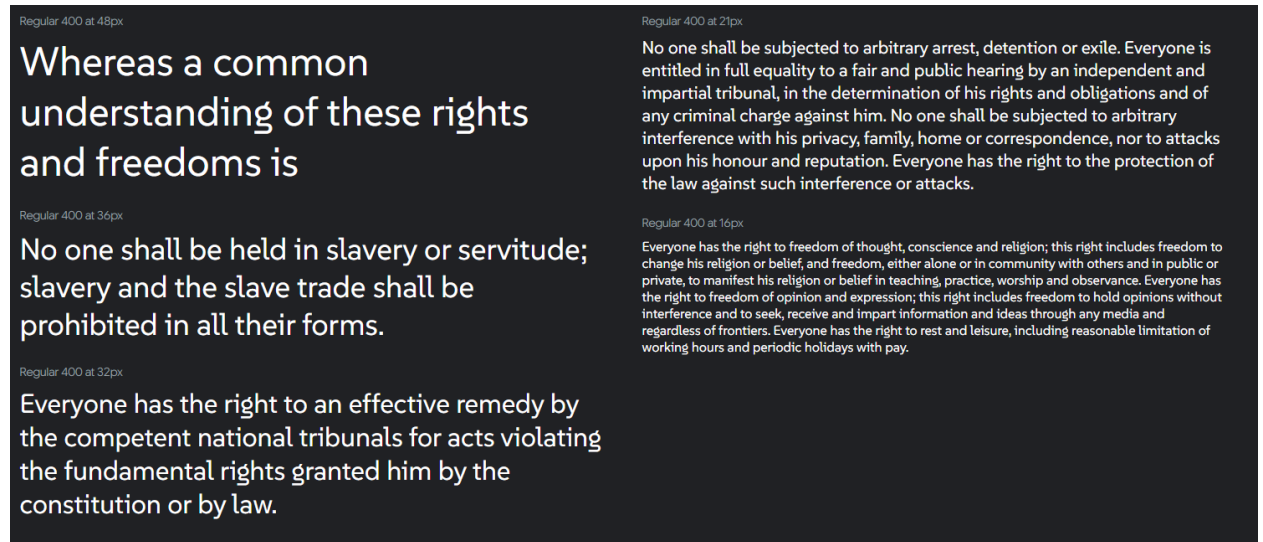 Regular 400 at 48px
Whereas a common
understanding of these rights
and freedoms is
Regular 400 at 36px
No one shall be held in slavery or servitude;
slavery and the slave trade shall be
prohibited in all their forms.
Regular 400 at 32px
Everyone has the right to an effective remedy by
the competent national tribunals for acts violating
the fundamental rights granted him by the
constitution or by law.
Regular 400 at 21px
No one shall be subjected to arbitrary arrest, detention or exile. Everyone is
entitled in full equality to a fair and public hearing by an independent and
impartial tribunal, in the determination of his rights and obligations and of
any criminal charge against him. No one shall be subjected to arbitrary
interference with his privacy, family, home or correspondence, nor to attacks
upon his honour and reputation. Everyone has the right to the protection of
the law against such interference or attacks.
Regular 400 at 16px
Everyone has the right to freedom of thought, conscience and religion; this right includes freedom to
change his religion or belief, and freedom, either alone or in community with others and in public or
private, to manifest his religion or belief in teaching, practice, worship and observance. Everyone has
the right to freedom of opinion and expression; this right includes freedom to hold opinions without
interference and to seek, receive and impart information and ideas through any media and
regardless of frontiers. Everyone has the right to rest and leisure, including reasonable limitation of
working hours and periodic holidays with pay.